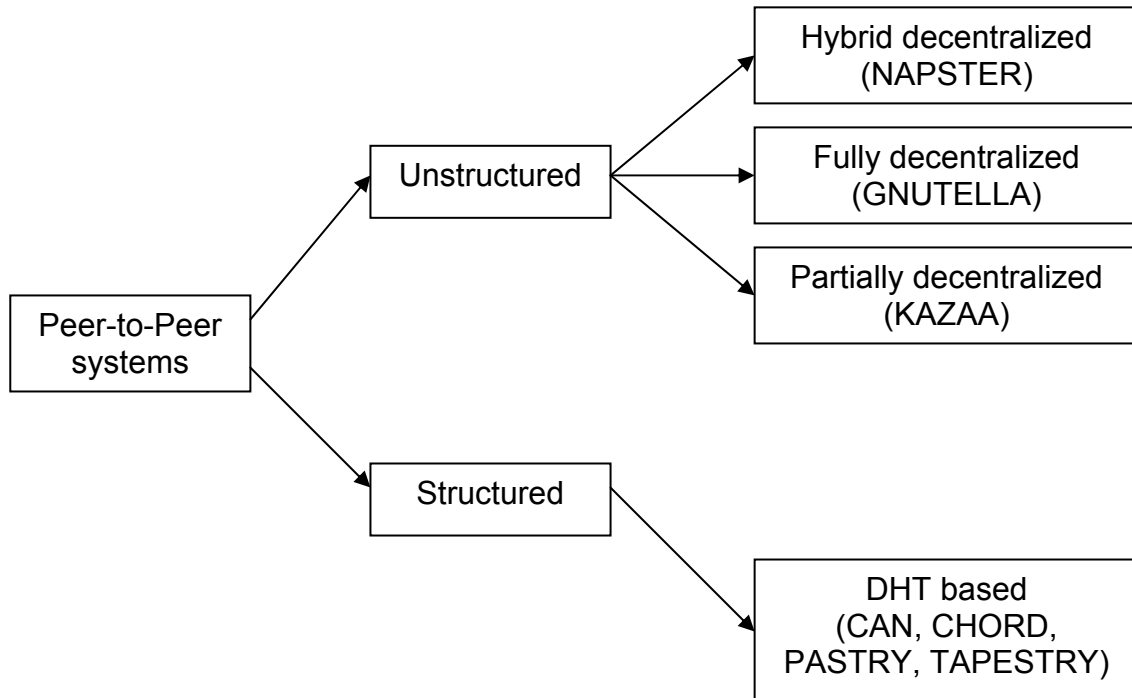 Hybrid decentralized
(NAPSTER)
Fully decentralized
(GNUTELLA)
Unstructured
Partially decentralized
(KAZAA)
Peer-to-Peer
systems
Structured
DHT based
(CAN, CHORD,
PASTRY, TAPESTRY)